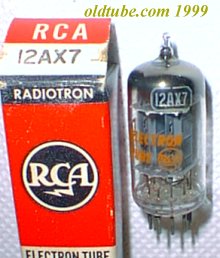 oldtube.com 1999
RCA
12AX7
RADIOTRON
RCA
ELECTRON TUBE
12AX7